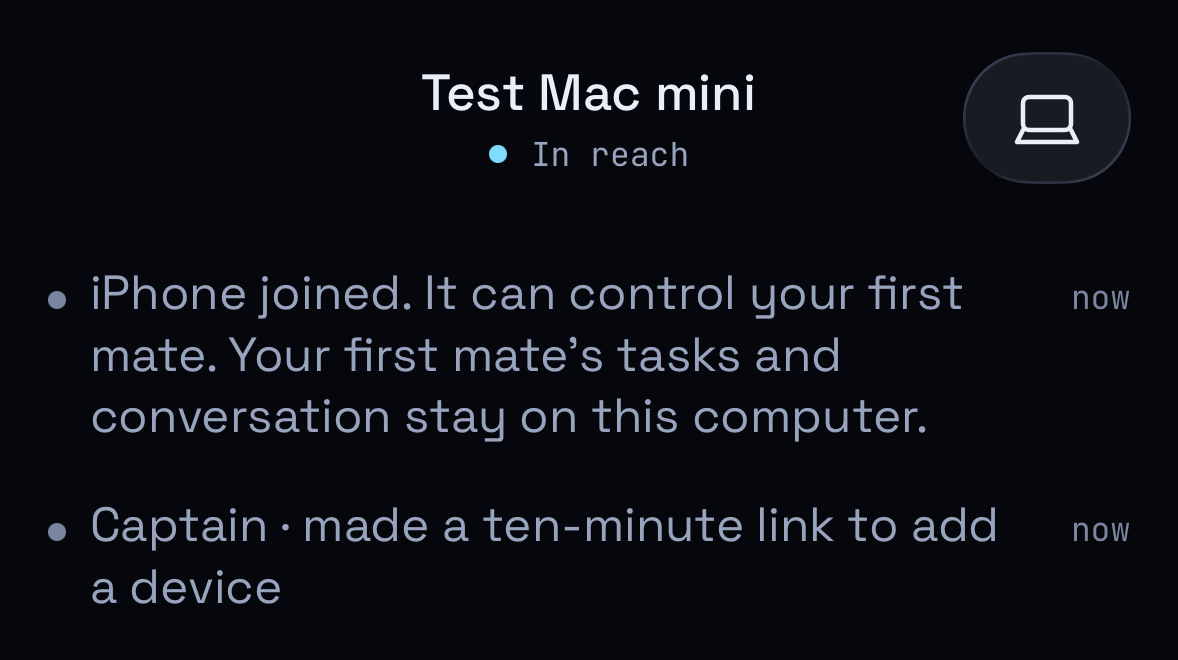 Test Mac mini
In reach
iPhone joined. It can control your first
now
mate. Your first mate’s tasks and
conversation stay on this computer.
Captain · made a ten-minute link to add
now
a device